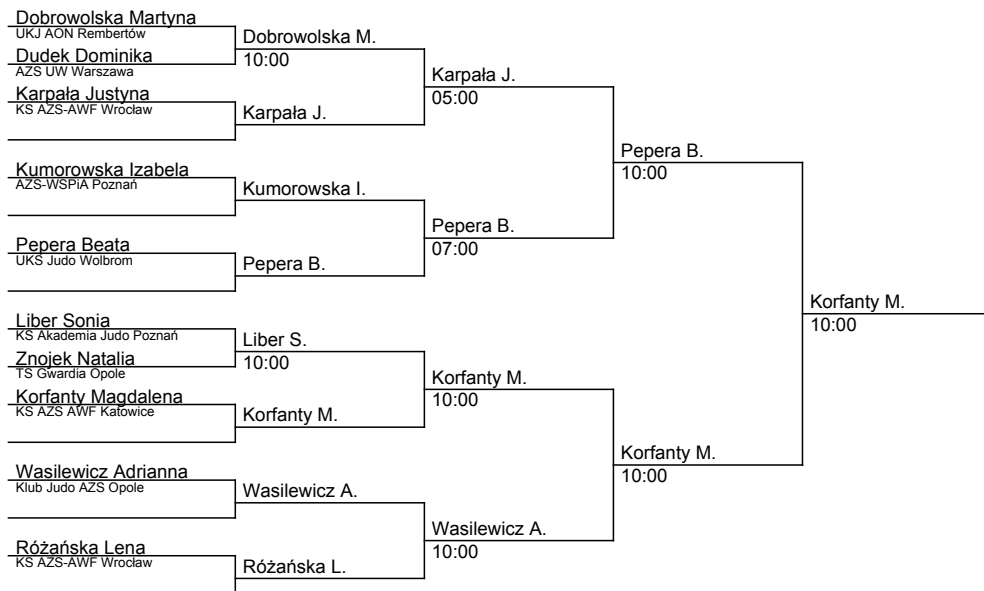 Dobrowolska Martyna
UKJ AON Rembertów
Dobrowolska M.
10:00
Dudek Dominika
AZS UW Warszawa
Karpała J.
05:00
Karpała Justyna
KS AZS-AWF Wrocław
Karpała J.
Pepera B.
10:00
Kumorowska Izabela
AZS-WSPiA Poznań
Kumorowska I.
Pepera B.
07:00
Pepera Beata
UKS Judo Wolbrom
Pepera B.
Korfanty M.
10:00
Liber Sonia
KS Akademia Judo Poznań
Liber S.
10:00
Znojek Natalia
TS Gwardia Opole
Korfanty M.
10:00
Korfanty Magdalena
KS AZS AWF Katowice
Korfanty M.
Korfanty M.
10:00
Wasilewicz Adrianna
Klub Judo AZS Opole
Wasilewicz A.
Wasilewicz A.
10:00
Różańska Lena
KS AZS-AWF Wrocław
Różańska L.